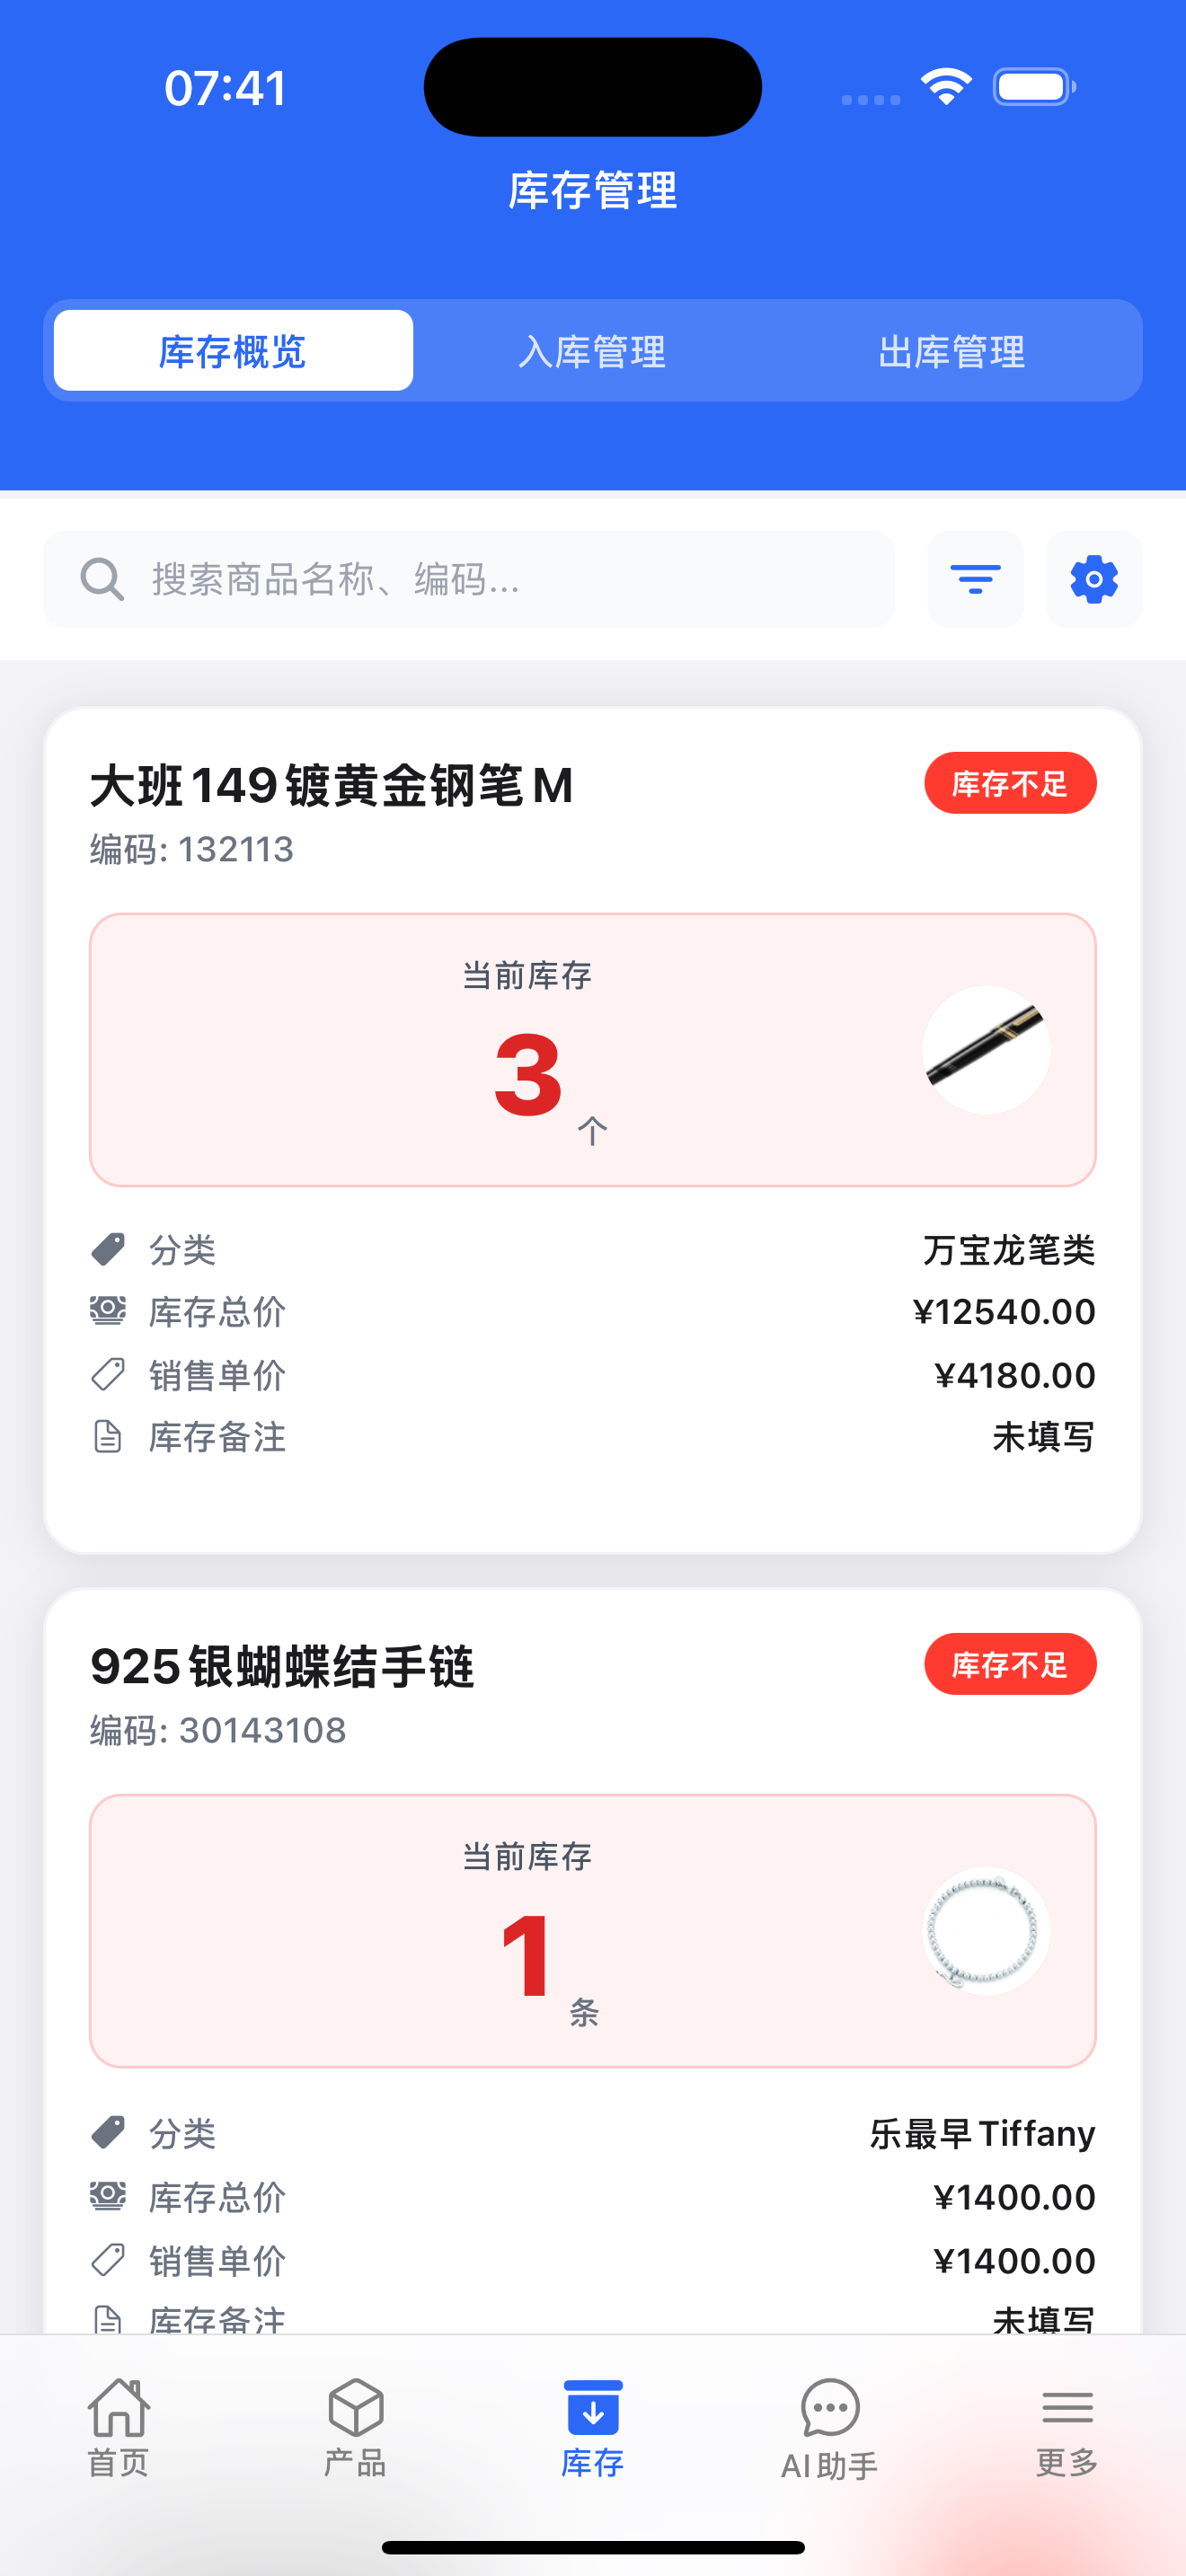 07:41
库存管理
库存概览 入库管理 出库管理
搜索商品名称、编码...
大班149镀黄金钢笔M 库存不足
编码: 132113
当前库存
3 个
分类 万宝龙笔类
库存总价 ¥12540.00
销售单价 ¥4180.00
库存备注 未填写
925银蝴蝶结手链 库存不足
编码: 30143108
当前库存
1 条
分类 乐最早Tiffany
库存总价 ¥1400.00
销售单价 ¥1400.00
库存备注 未填写
首页 产品 库存 AI助手 更多